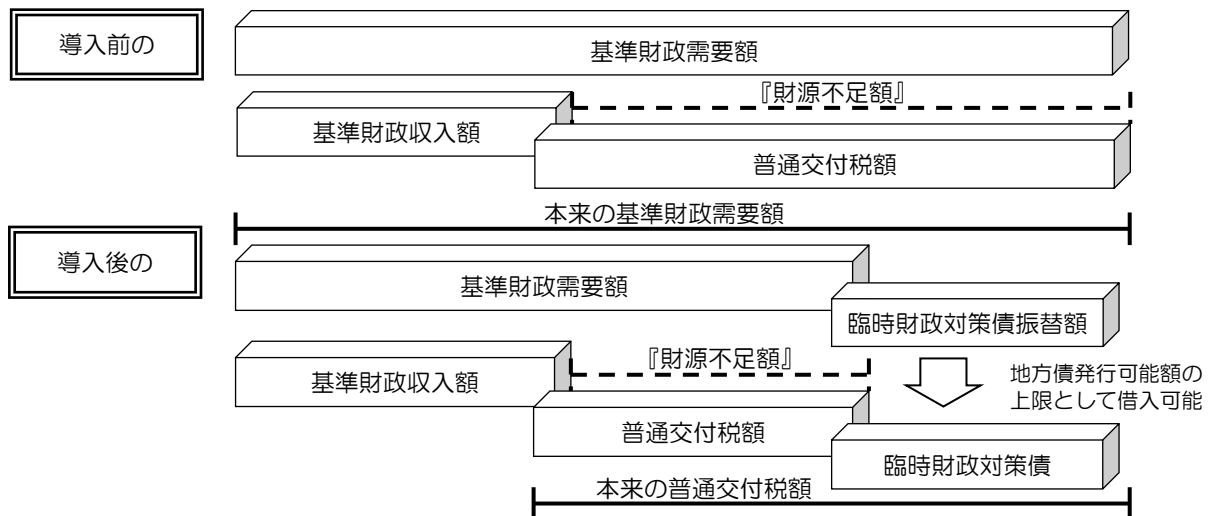 導入前の
基準財政需要額
『財源不足額』
基準財政収入額
普通交付税額
本来の基準財政需要額
導入後の
基準財政需要額
臨時財政対策債振替額
『財源不足額』
基準財政収入額
地方債発行可能額の
上限として借入可能
普通交付税額
臨時財政対策債
本来の普通交付税額